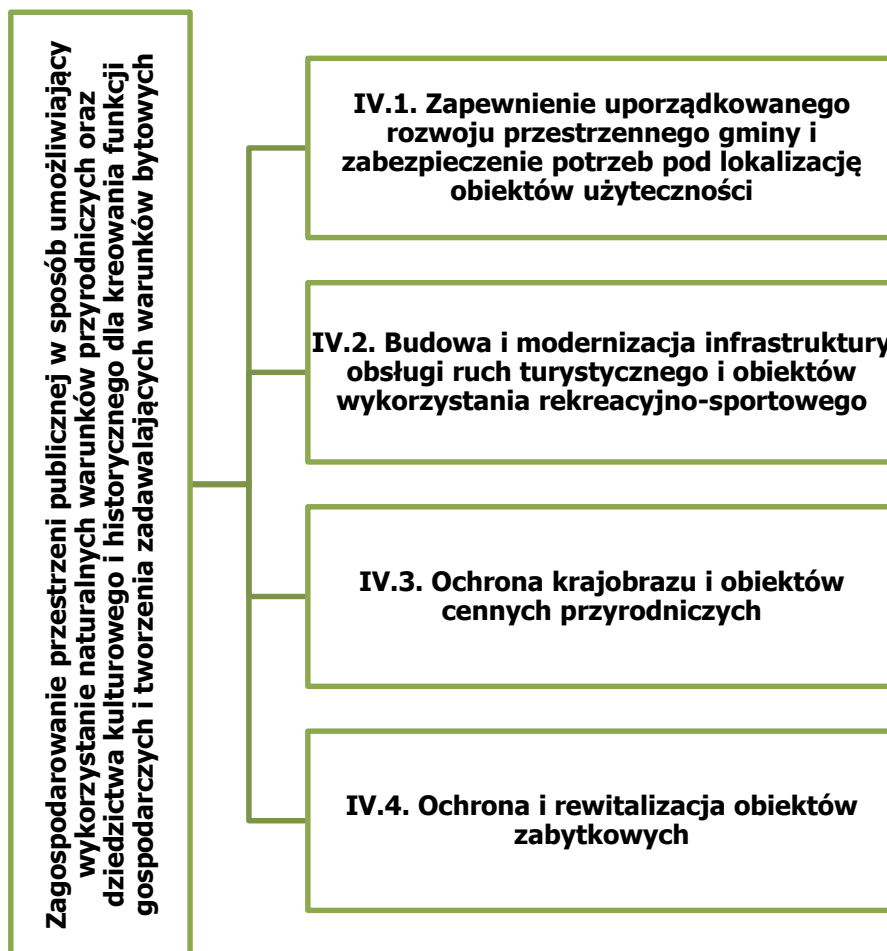 Zagospodarowanie przestrzeni publicznej w sposób umożliwiający
wykorzystanie naturalnych warunków przyrodniczych oraz
dziedzictwa kulturowego i historycznego dla kreowania funkcji
gospodarczych i tworzenia zadawalających warunków bytowych
IV.1. Zapewnienie uporządkowanego
rozwoju przestrzennego gminy i
zabezpieczenie potrzeb pod lokalizację
obiektów użyteczności
IV.2. Budowa i modernizacja infrastruktury
obsługi ruch turystycznego i obiektów
wykorzystania rekreacyjno-sportowego
IV.3. Ochrona krajobrazu i obiektów
cennych przyrodniczych
IV.4. Ochrona i rewitalizacja obiektów
zabytkowych